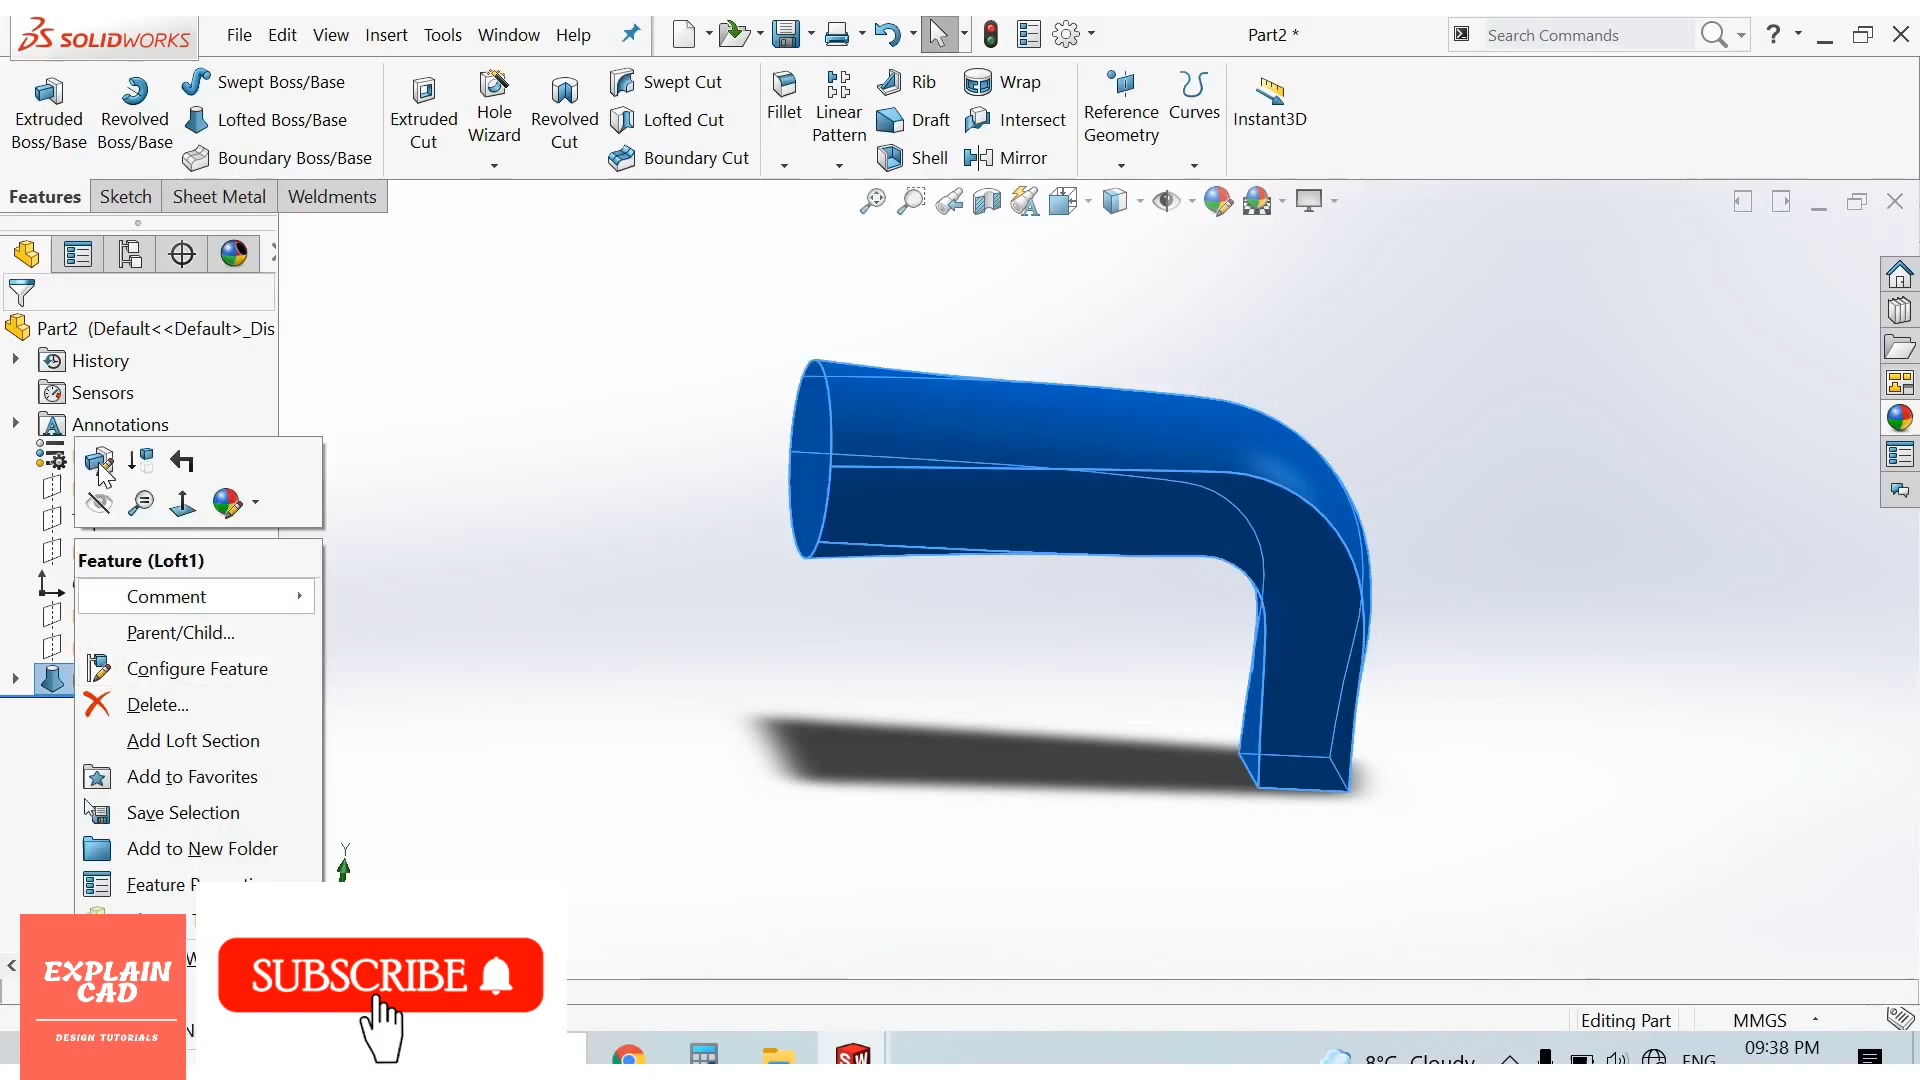 SOLIDWORKS
File Edit View Insert Tools Window Help
Part2 *
Search Commands
?
Extruded Boss/Base
Revolved Boss/Base
Swept Boss/Base
Lofted Boss/Base
Boundary Boss/Base
Extruded Cut
Hole Wizard
Revolved Cut
Swept Cut
Lofted Cut
Boundary Cut
Fillet
Linear Pattern
Rib
Draft
Shell
Wrap
Intersect
Mirror
Reference Geometry
Curves
Instant3D
Features Sketch Sheet Metal Weldments
Part2 (Default<<Default>_Dis
History
Sensors
Annotations
Feature (Loft1)
Comment
Parent/Child...
Configure Feature
Delete...
Add Loft Section
Add to Favorites
Save Selection
Add to New Folder
Feature
Y
EXPLAIN
CAD
DESIGN TUTORIALS
SUBSCRIBE
Editing Part MMGS
8°C Cloudy ENG
09:38 PM